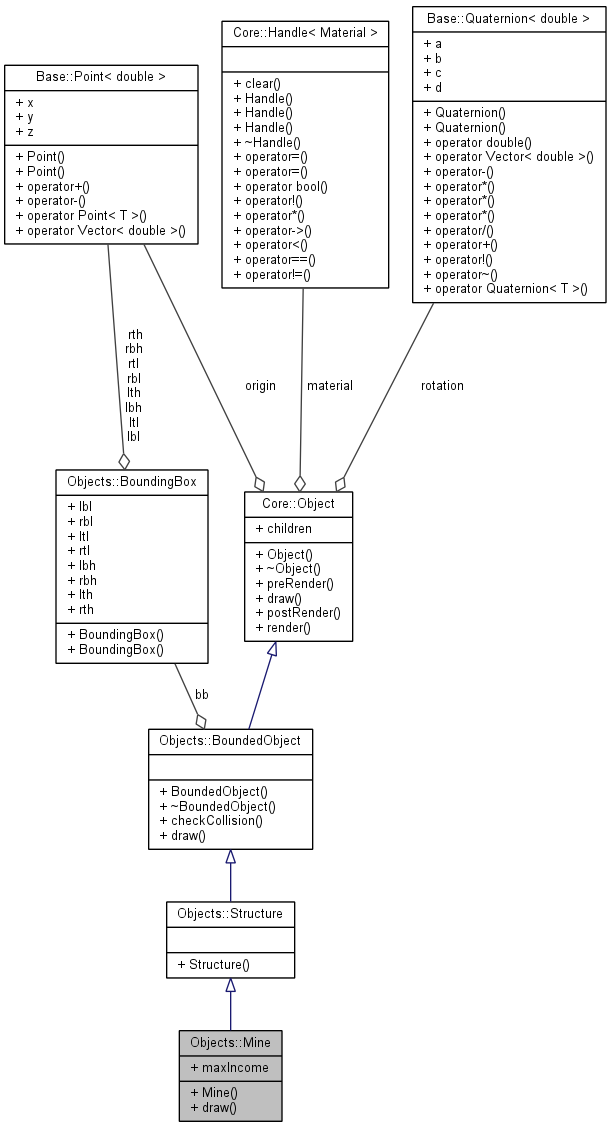 Base::Point< double >
+ x
+ y
+ z
+ Point()
+ Point()
+ operator+()
+ operator-()
+ operator Point< T >()
+ operator Vector< double >()
Core::Handle< Material >
+ clear()
+ Handle()
+ Handle()
+ Handle()
+ ~Handle()
+ operator=()
+ operator=()
+ operator bool()
+ operator!()
+ operator*()
+ operator->()
+ operator<()
+ operator==()
+ operator!=()
Base::Quaternion< double >
+ a
+ b
+ c
+ d
+ Quaternion()
+ Quaternion()
+ operator double()
+ operator Vector< double >()
+ operator-()
+ operator*()
+ operator*()
+ operator*()
+ operator/()
+ operator+()
+ operator!()
+ operator~()
+ operator Quaternion< T >()
rth
rbh
rtl
rbl
lth
lbh
ltl
lbl
origin
material
rotation
Objects::BoundingBox
+ lbl
+ rbl
+ ltl
+ rtl
+ lbh
+ rbh
+ lth
+ rth
+ BoundingBox()
+ BoundingBox()
Core::Object
+ children
+ Object()
+ ~Object()
+ preRender()
+ draw()
+ postRender()
+ render()
bb
Objects::BoundedObject
+ BoundedObject()
+ ~BoundedObject()
+ checkCollision()
+ draw()
Objects::Structure
+ Structure()
Objects::Mine
+ maxIncome
+ Mine()
+ draw()